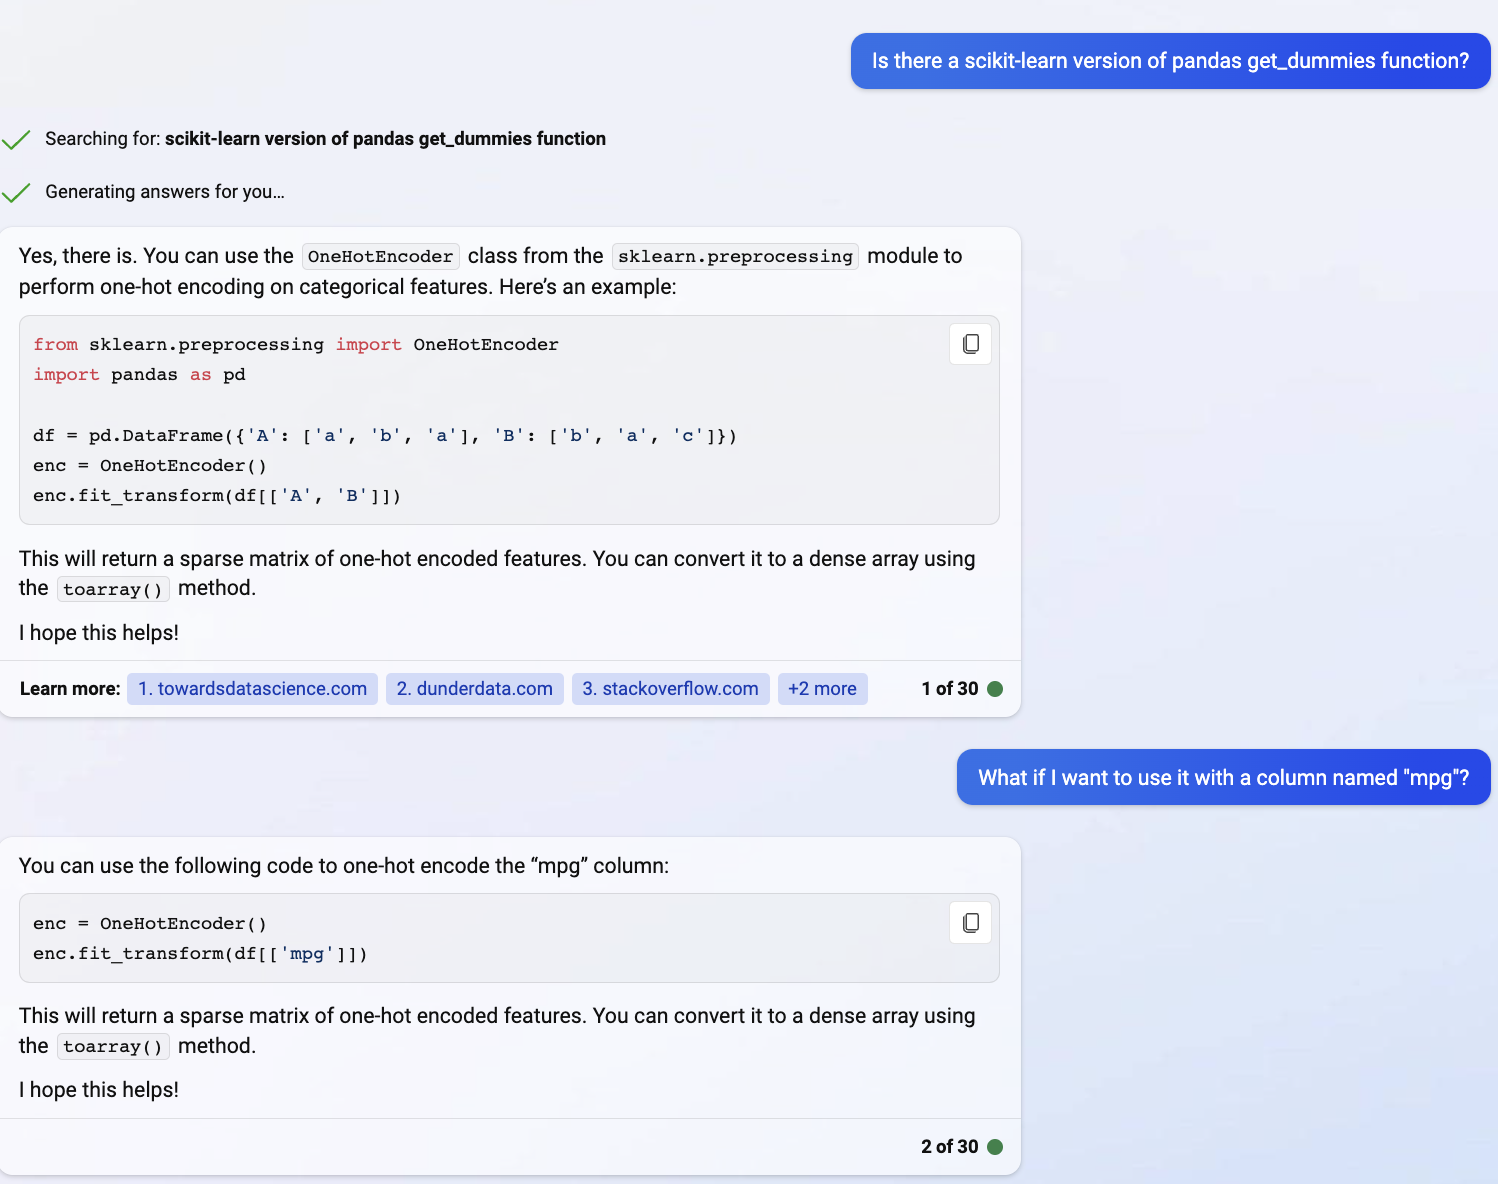 Is there a scikit-learn version of pandas get_dummies function?
Searching for: scikit-learn version of pandas get_dummies function
Generating answers for you...
Yes, there is. You can use the OneHotEncoder class from the sklearn.preprocessing module to
perform one-hot encoding on categorical features. Here’s an example:
from sklearn.preprocessing import OneHotEncoder
import pandas as pd
df = pd.DataFrame({'A': ['a', 'b', 'a'], 'B': ['b', 'a', 'c']})
enc = OneHotEncoder()
enc.fit_transform(df[['A', 'B']])
This will return a sparse matrix of one-hot encoded features. You can convert it to a dense array using
the toarray() method.
I hope this helps!
Learn more: 1. towardsdatascience.com 2. dunderdata.com 3. stackoverflow.com +2 more 1 of 30
What if I want to use it with a column named "mpg"?
You can use the following code to one-hot encode the “mpg” column:
enc = OneHotEncoder()
enc.fit_transform(df[['mpg']])
This will return a sparse matrix of one-hot encoded features. You can convert it to a dense array using
the toarray() method.
I hope this helps!
2 of 30